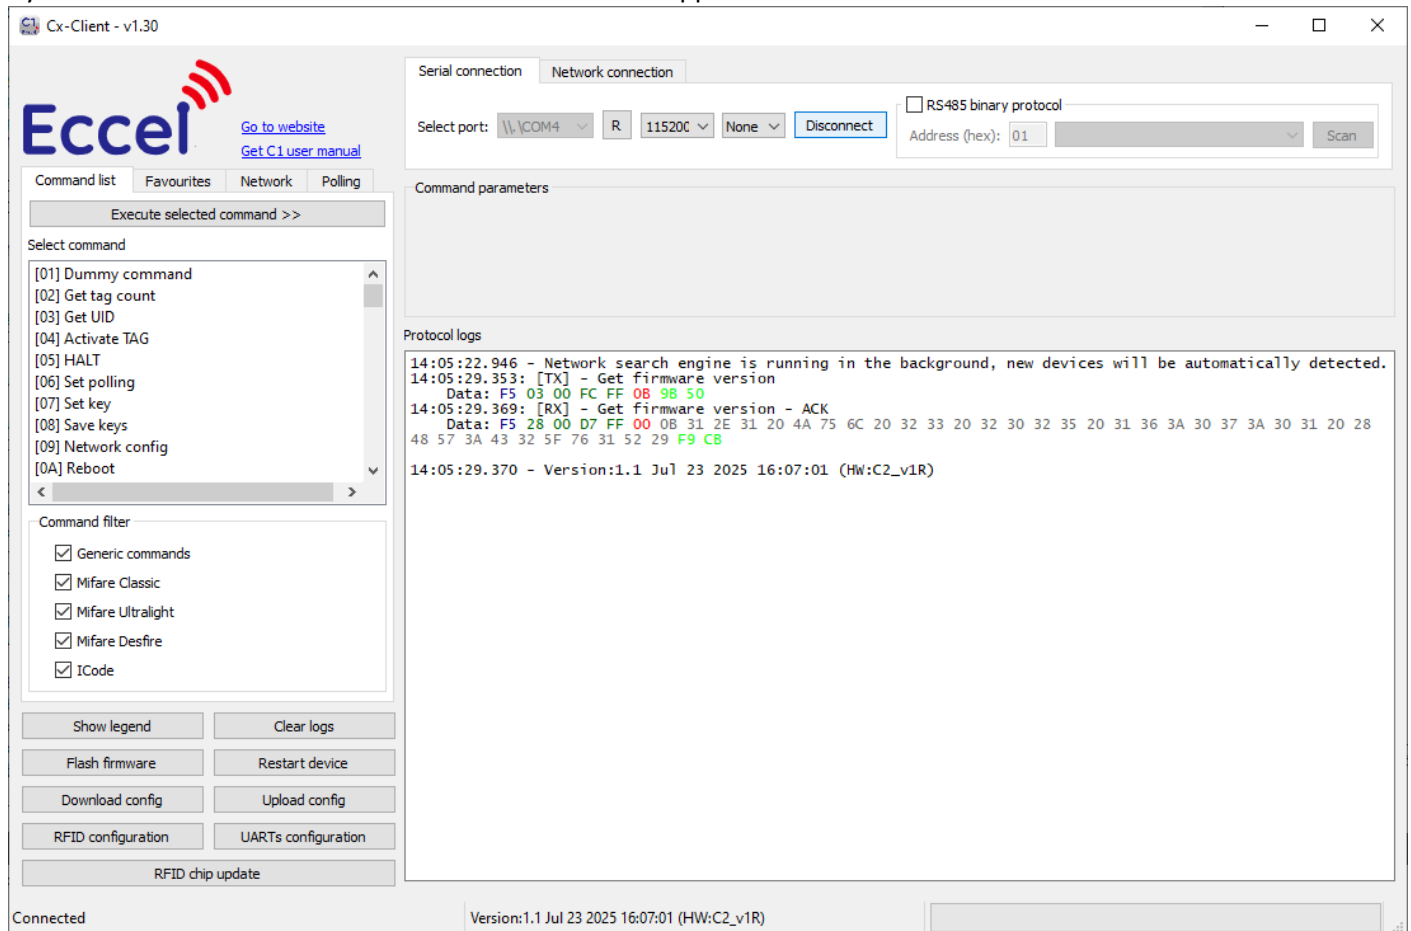 Cx-Client - v1.30
Eccel
Go to website
Get C1 user manual
Serial connection
Network connection
Select port:
\\.\COM4
R
None
Disconnect
RS485 binary protocol
Address (hex):
01
Scan
Command list
Favourites
Network
Polling
Execute selected command >>
Select command
[01] Dummy command
[02] Get tag count
[03] Get UID
[04] Activate TAG
[05] HALT
[06] Set polling
[07] Set key
[08] Save keys
[09] Network config
[0A] Reboot
Command filter
Generic commands
Mifare Classic
Mifare Ultralight
Mifare Desfire
ICode
Show legend
Clear logs
Flash firmware
Restart device
Download config
Upload config
RFID configuration
UARTs configuration
RFID chip update
Command parameters
Protocol logs
14:05:22.946 - Network search engine is running in the background, new devices will be automatically detected.
14:05:29.353: [TX] - Get firmware version
Data: F5 03 00 FC FF 0B 9B 50
14:05:29.369: [RX] - Get firmware version - ACK
Data: F5 28 00 D7 FF 00 0B 31 2E 31 20 4A 75 6C 20 32 33 20 32 30 32 35 20 31 36 3A 30 37 3A 30 31 20 28
48 57 3A 43 32 5F 76 31 52 29 F9 CB
14:05:29.370 - Version:1.1 Jul 23 2025 16:07:01 (HW:C2_v1R)
Connected
Version:1.1 Jul 23 2025 16:07:01 (HW:C2_v1R)